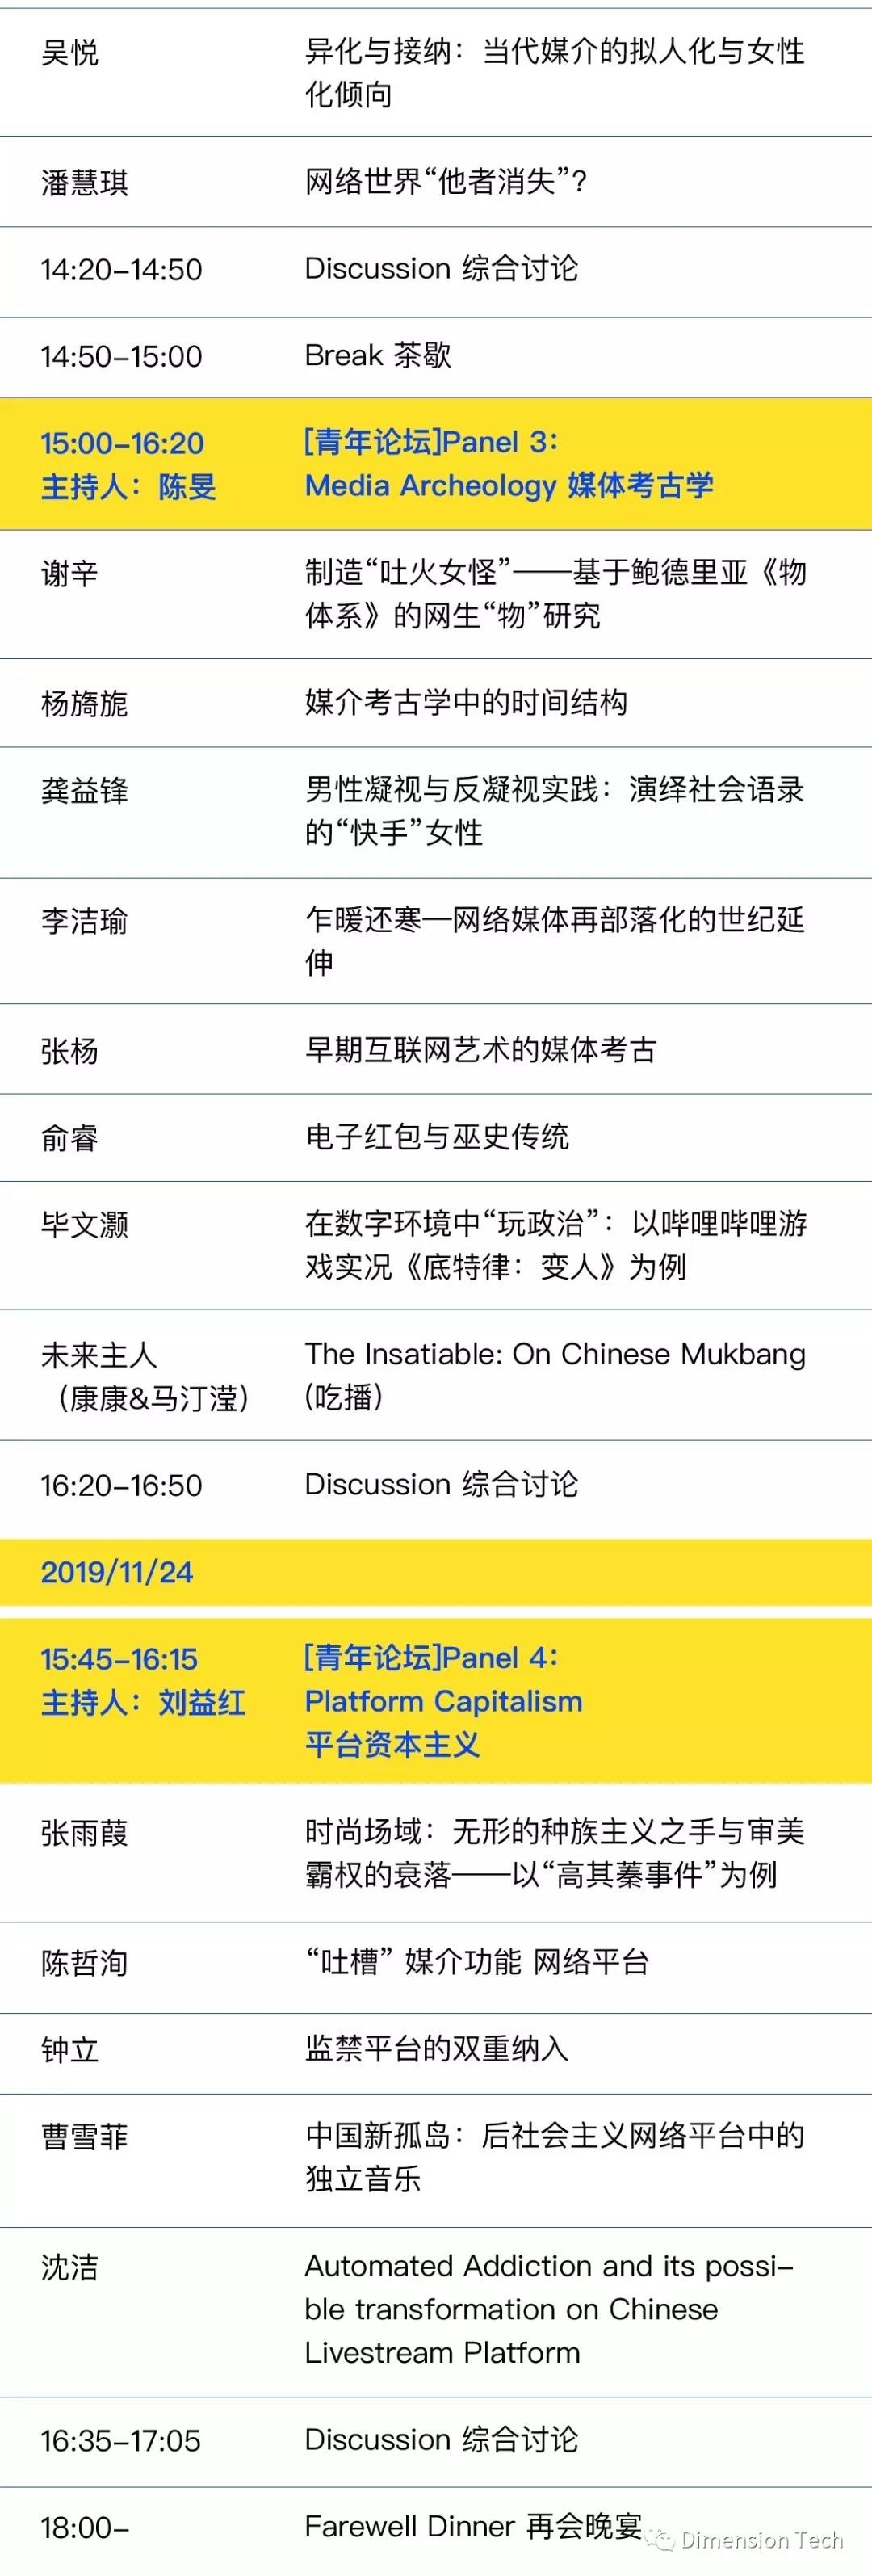 吴悦
异化与接纳：当代媒介的拟人化与女性
化倾向
潘慧琪
网络世界“他者消失”？
14:20–14:50
Discussion 综合讨论
14:50–15:00
Break 茶歇
15:00–16:20
[青年论坛]Panel 3:
主持人：陈旻
Media Archeology 媒体考古学
谢辛
制造“吐火女怪”——基于鲍德里亚《物
体系》的网生“物”研究
杨旖旎
媒介考古学中的时间结构
龚益锋
男性凝视与反凝视实践：演绎社会语录
的“快手”女性
李洁瑜
乍暖还寒—网络媒体再部落化的世纪延
伸
张杨
早期互联网艺术的媒体考古
俞睿
电子红包与巫史传统
毕文灏
在数字环境中“玩政治”：以哔哩哔哩游
戏实况《底特律：变人》为例
未来主人
（康康&马汀滢）
The Insatiable: On Chinese Mukbang
(吃播)
16:20–16:50
Discussion 综合讨论
2019/11/24
15:45–16:15
[青年论坛]Panel 4:
主持人：刘益红
Platform Capitalism
平台资本主义
张雨葭
时尚场域：无形的种族主义之手与审美
霸权的衰落——以“高其蓁事件”为例
陈哲洵
“吐槽” 媒介功能 网络平台
钟立
监禁平台的双重纳入
曹雪菲
中国新孤岛：后社会主义网络平台中的
独立音乐
沈洁
Automated Addiction and its possi–
ble transformation on Chinese
Livestream Platform
16:35–17:05
Discussion 综合讨论
18:00–
Farewell Dinner 再会晚宴
Dimension Tech